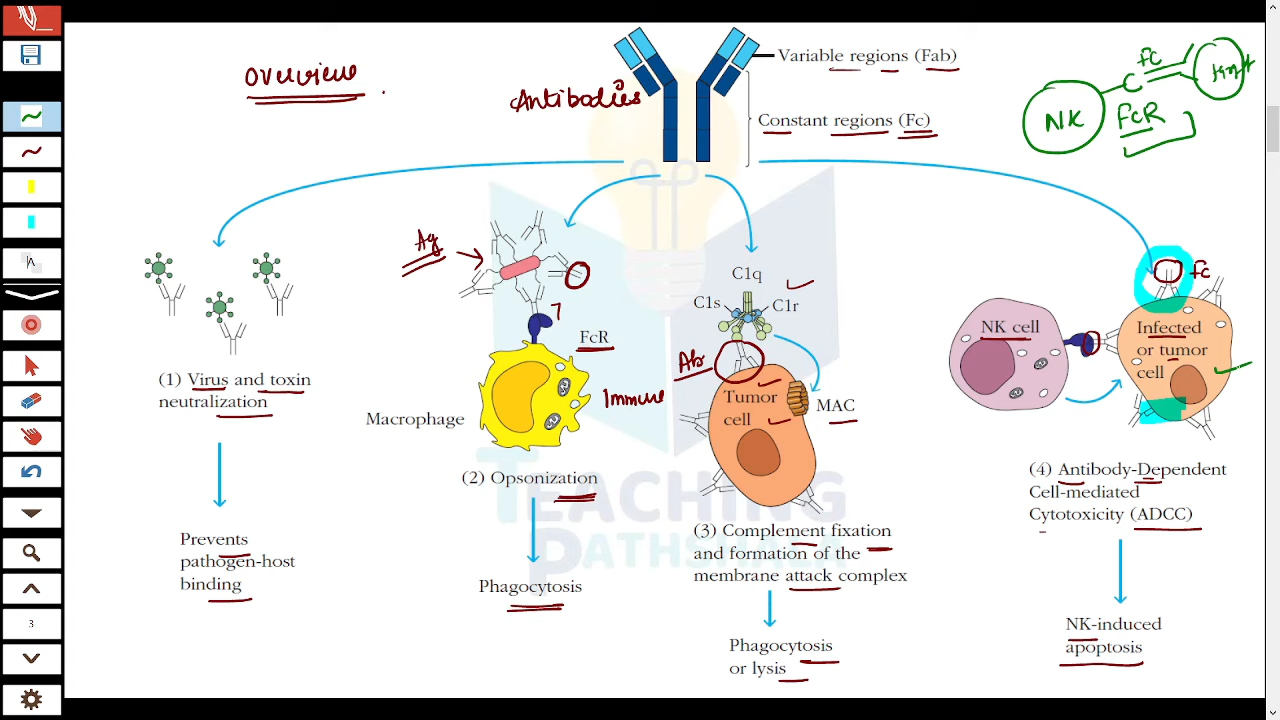 overview
Antibodies
Variable regions (Fab)
Constant regions (Fc)
NK
FC
FcR
Ag
FcR
Macrophage
Immune
C1q
C1s
C1r
Ab
Tumor
cell
MAC
NK cell
Fc
Infected
or tumor
cell
(1) Virus and toxin
neutralization
Prevents
pathogen-host
binding
(2) Opsonization
Phagocytosis
(3) Complement fixation
and formation of the
membrane attack complex
Phagocytosis
or lysis
(4) Antibody-Dependent
Cell-mediated
Cytotoxicity (ADCC)
NK-induced
apoptosis
TEACHING
PATHSHALA
3